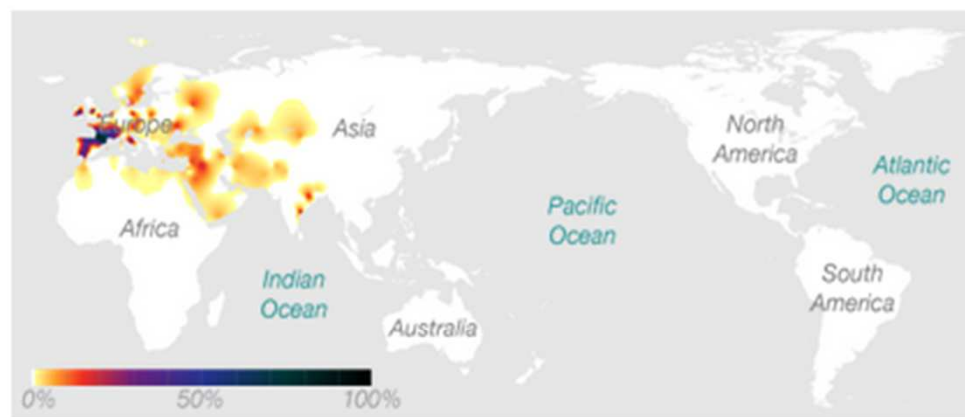 Europe
Asia
North
America
Atlantic
Ocean
Pacific
Ocean
Africa
Indian
Ocean
South
America
Australia
0%
50%
100%